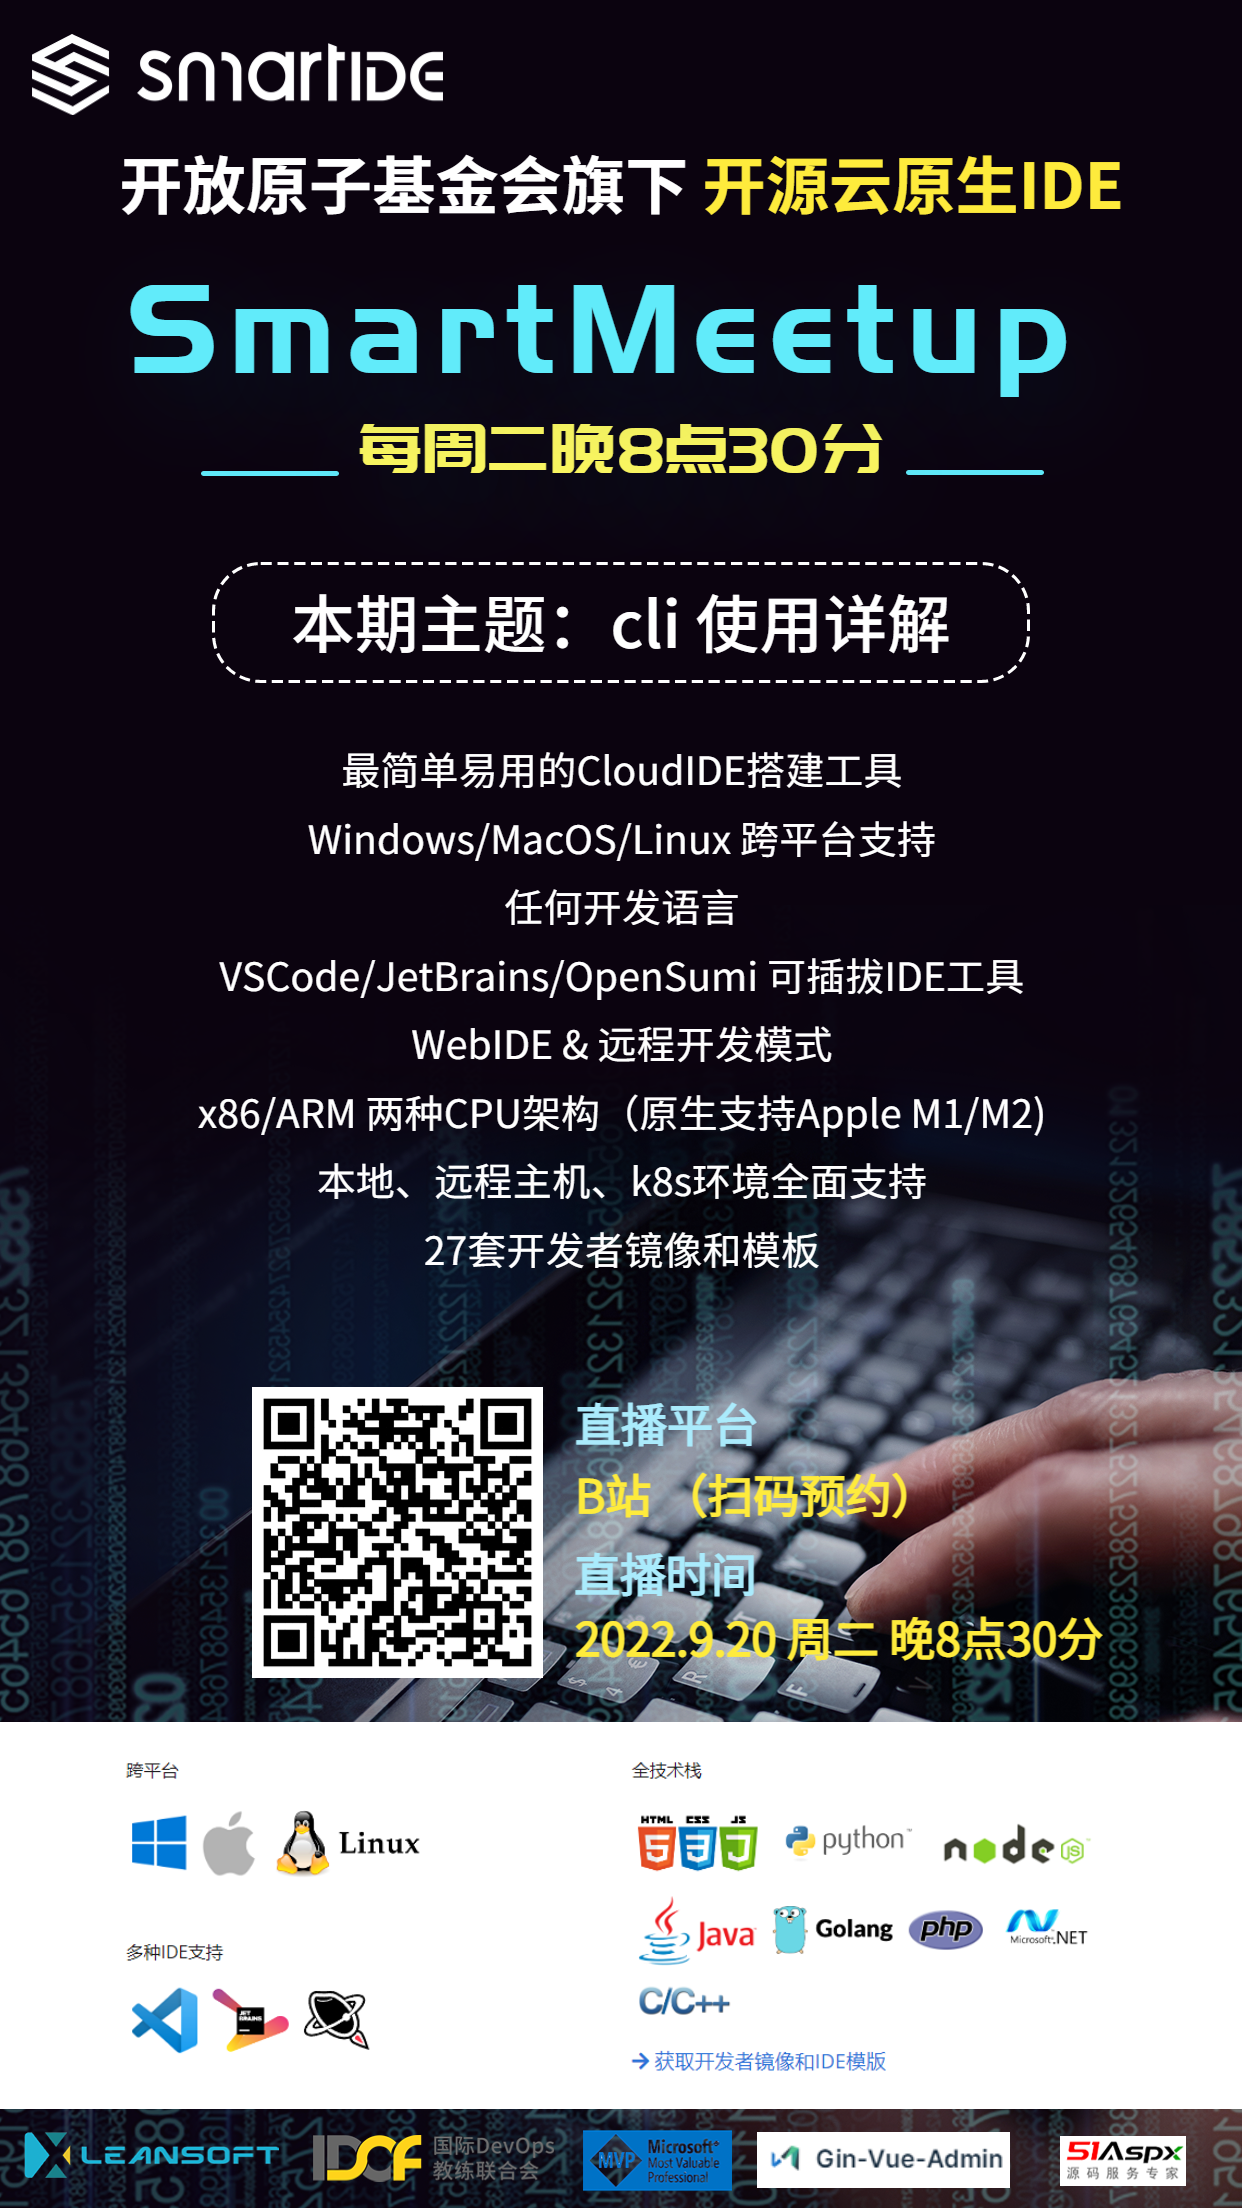 smartIDE
开放原子基金会旗下 开源云原生IDE
SmartMeetup
每周二晚8点30分
本期主题：cli 使用详解
最简单易用的CloudIDE搭建工具
Windows/MacOS/Linux 跨平台支持
任何开发语言
VSCode/JetBrains/OpenSumi 可插拔IDE工具
WebIDE & 远程开发模式
x86/ARM 两种CPU架构（原生支持Apple M1/M2)
本地、远程主机、k8s环境全面支持
27套开发者镜像和模板
直播平台
B站 （扫码预约）
直播时间
2022.9.20 周二 晚8点30分
跨平台
Linux
多种IDE支持
JET BRAINS
全技术栈
HTML CSS JS
5 3 J
python
node JS
Java Golang php Microsoft .NET
C/C++
→ 获取开发者镜像和IDE模版
LEANSOFT
IDCF 国际DevOps
教练联合会
MVP Microsoft
Most Valuable
Professional
Gin-Vue-Admin
51Aspx
源码服务专家